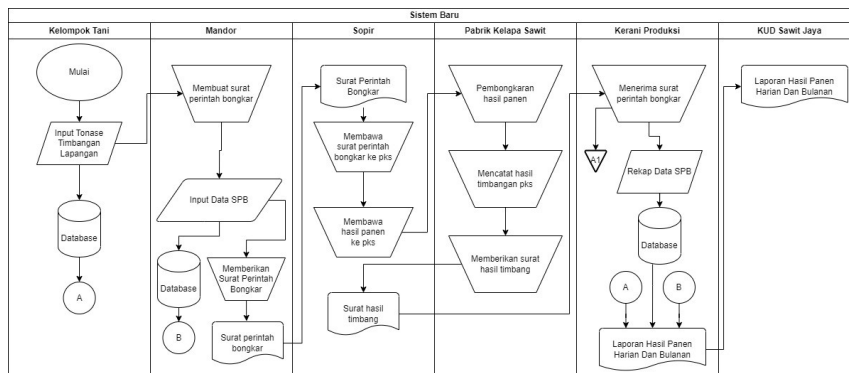 Sistem Baru
Kelompok Tani
Mandor
Sopir
Pabrik Kelapa Sawit
Kerani Produksi
KUD Sawit Jaya
Mulai
Input Tonase
Timbangan
Lapangan
Database
A
Membuat surat
perintah bongkar
Input Data SPB
Database
B
Memberikan
Surat Perintah
Bongkar
Surat perintah
bongkar
Surat Perintah
Bongkar
Membawa
surat perintah
bongkar ke pks
Membawa
hasil panen
ke pks
Surat hasil
timbang
Pembongkaran
hasil panen
Mencatat hasil
timbangan pks
Memberikan surat
hasil timbang
Menerima surat
perintah bongkar
A1
Rekap Data SPB
Database
A
B
Laporan Hasil Panen
Harian Dan Bulanan
Laporan Hasil Panen
Harian Dan Bulanan